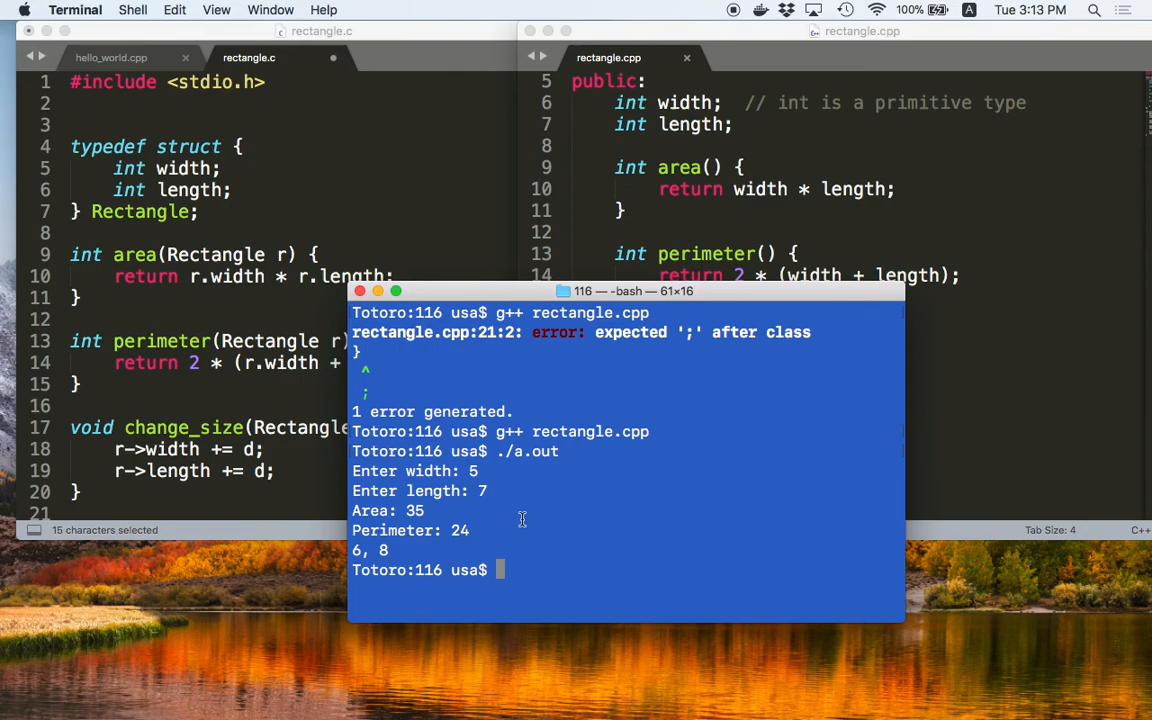 Terminal Shell Edit View Window Help 100% A Tue 3:13 PM
rectangle.c
hello_world.cpp × rectangle.c
1 #include <stdio.h>
2
3
4 typedef struct {
5 int width;
6 int length;
7 } Rectangle;
8
9 int area(Rectangle r) {
10 return r.width * r.length;
11 }
12
13 int perimeter(Rectangle r)
14 return 2 * (r.width +
15 }
16
17 void change_size(Rectangle
18 r->width += d;
19 r->length += d;
20 }
21
15 characters selected
rectangle.cpp
rectangle.cpp ×
5 public:
6 int width; // int is a primitive type
7 int length;
8
9 int area() {
10 return width * length;
11 }
12
13 int perimeter() {
14 return 2 * (width + length);
Tab Size: 4 C++
116 — -bash — 61×16
Totoro:116 usa$ g++ rectangle.cpp
rectangle.cpp:21:2: error: expected ';' after class
}
^
;
1 error generated.
Totoro:116 usa$ g++ rectangle.cpp
Totoro:116 usa$ ./a.out
Enter width: 5
Enter length: 7
Area: 35
Perimeter: 24
6, 8
Totoro:116 usa$